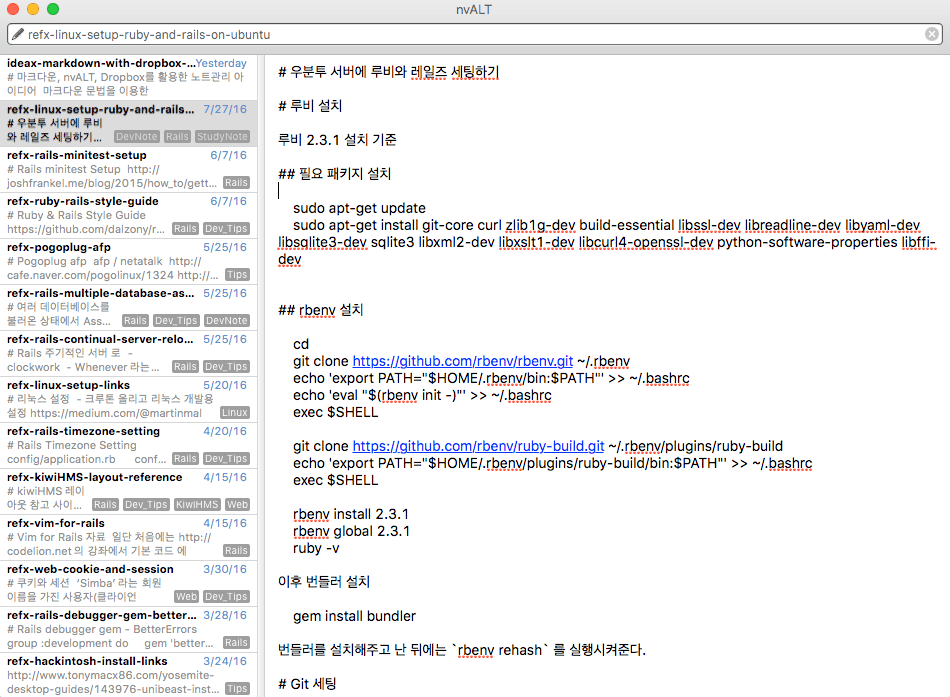 nvALT
refx-linux-setup-ruby-and-rails-on-ubuntu
ideax-markdown-with-dropbox-... Yesterday
# 마크다운, nvALT, Dropbox를 활용한 노트관리 아
이디어 마크다운 문법을 이용한
refx-linux-setup-ruby-and-rails... 7/27/16
# 우분투 서버에 루비
와 레일즈 세팅하기... DevNote Rails StudyNote
refx-rails-minitest-setup 6/7/16
# Rails minitest Setup http://
joshfrankel.me/blog/2015/how_to/gett... Rails
refx-ruby-rails-style-guide 6/7/16
# Ruby & Rails Style Guide
https://github.com/dalzony/r... Rails Dev_Tips
refx-pogoplug-afp 5/25/16
# Pogoplug afp afp / netatalk http://
cafe.naver.com/pogolinux/1324 http://... Tips
refx-rails-multiple-database-as... 5/25/16
# 여러 데이터베이스를
불러온 상태에서 Ass... Rails Dev_Tips DevNote
refx-rails-continual-server-relo... 5/25/16
# Rails 주기적인 서버 로 -
clockwork - Whenever 라는... Rails Dev_Tips
refx-linux-setup-links 5/20/16
# 리눅스 설정 - 크루톤 올리고 리눅스 개발용
설정 https://medium.com/@martinmal Linux
refx-rails-timezone-setting 4/20/16
# Rails Timezone Setting
config/application.rb conf... Rails Dev_Tips
refx-kiwiHMS-layout-reference 4/15/16
# kiwiHMS 레이
아웃 참고 사이... Rails Dev_Tips KiwiHMS Web
refx-vim-for-rails 4/15/16
# Vim for Rails 자료 일단 처음에는 http://
codelion.net 의 강좌에서 기본 코드 에 Rails
refx-web-cookie-and-session 3/30/16
# 쿠키와 세션 ‘Simba’ 라는 회원
이름을 가진 사용자(클라이언 Web Dev_Tips
refx-rails-debugger-gem-better... 3/28/16
# Rails debugger gem - BetterErrors
group :development do gem 'better... Rails
refx-hackintosh-install-links 3/24/16
http://www.tonymacx86.com/yosemite-
desktop-guides/143976-unibeast-inst... Tips
# 우분투 서버에 루비와 레일즈 세팅하기
# 루비 설치
루비 2.3.1 설치 기준
## 필요 패키지 설치
sudo apt-get update
sudo apt-get install git-core curl zlib1g-dev build-essential libssl-dev libreadline-dev libyaml-dev
libsqlite3-dev sqlite3 libxml2-dev libxslt1-dev libcurl4-openssl-dev python-software-properties libffi-
dev
## rbenv 설치
cd
git clone https://github.com/rbenv/rbenv.git ~/.rbenv
echo 'export PATH="$HOME/.rbenv/bin:$PATH"' >> ~/.bashrc
echo 'eval "$(rbenv init -)"' >> ~/.bashrc
exec $SHELL
git clone https://github.com/rbenv/ruby-build.git ~/.rbenv/plugins/ruby-build
echo 'export PATH="$HOME/.rbenv/plugins/ruby-build/bin:$PATH"' >> ~/.bashrc
exec $SHELL
rbenv install 2.3.1
rbenv global 2.3.1
ruby -v
이후 번들러 설치
gem install bundler
번들러를 설치해주고 난 뒤에는 `rbenv rehash` 를 실행시켜준다.
# Git 세팅